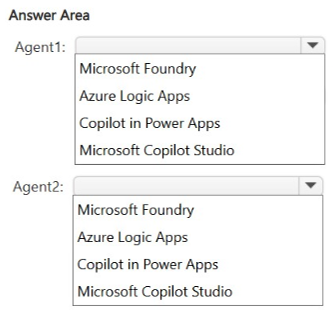 Answer Area
Agent1:
Microsoft Foundry
Azure Logic Apps
Copilot in Power Apps
Microsoft Copilot Studio
Agent2:
Microsoft Foundry
Azure Logic Apps
Copilot in Power Apps
Microsoft Copilot Studio